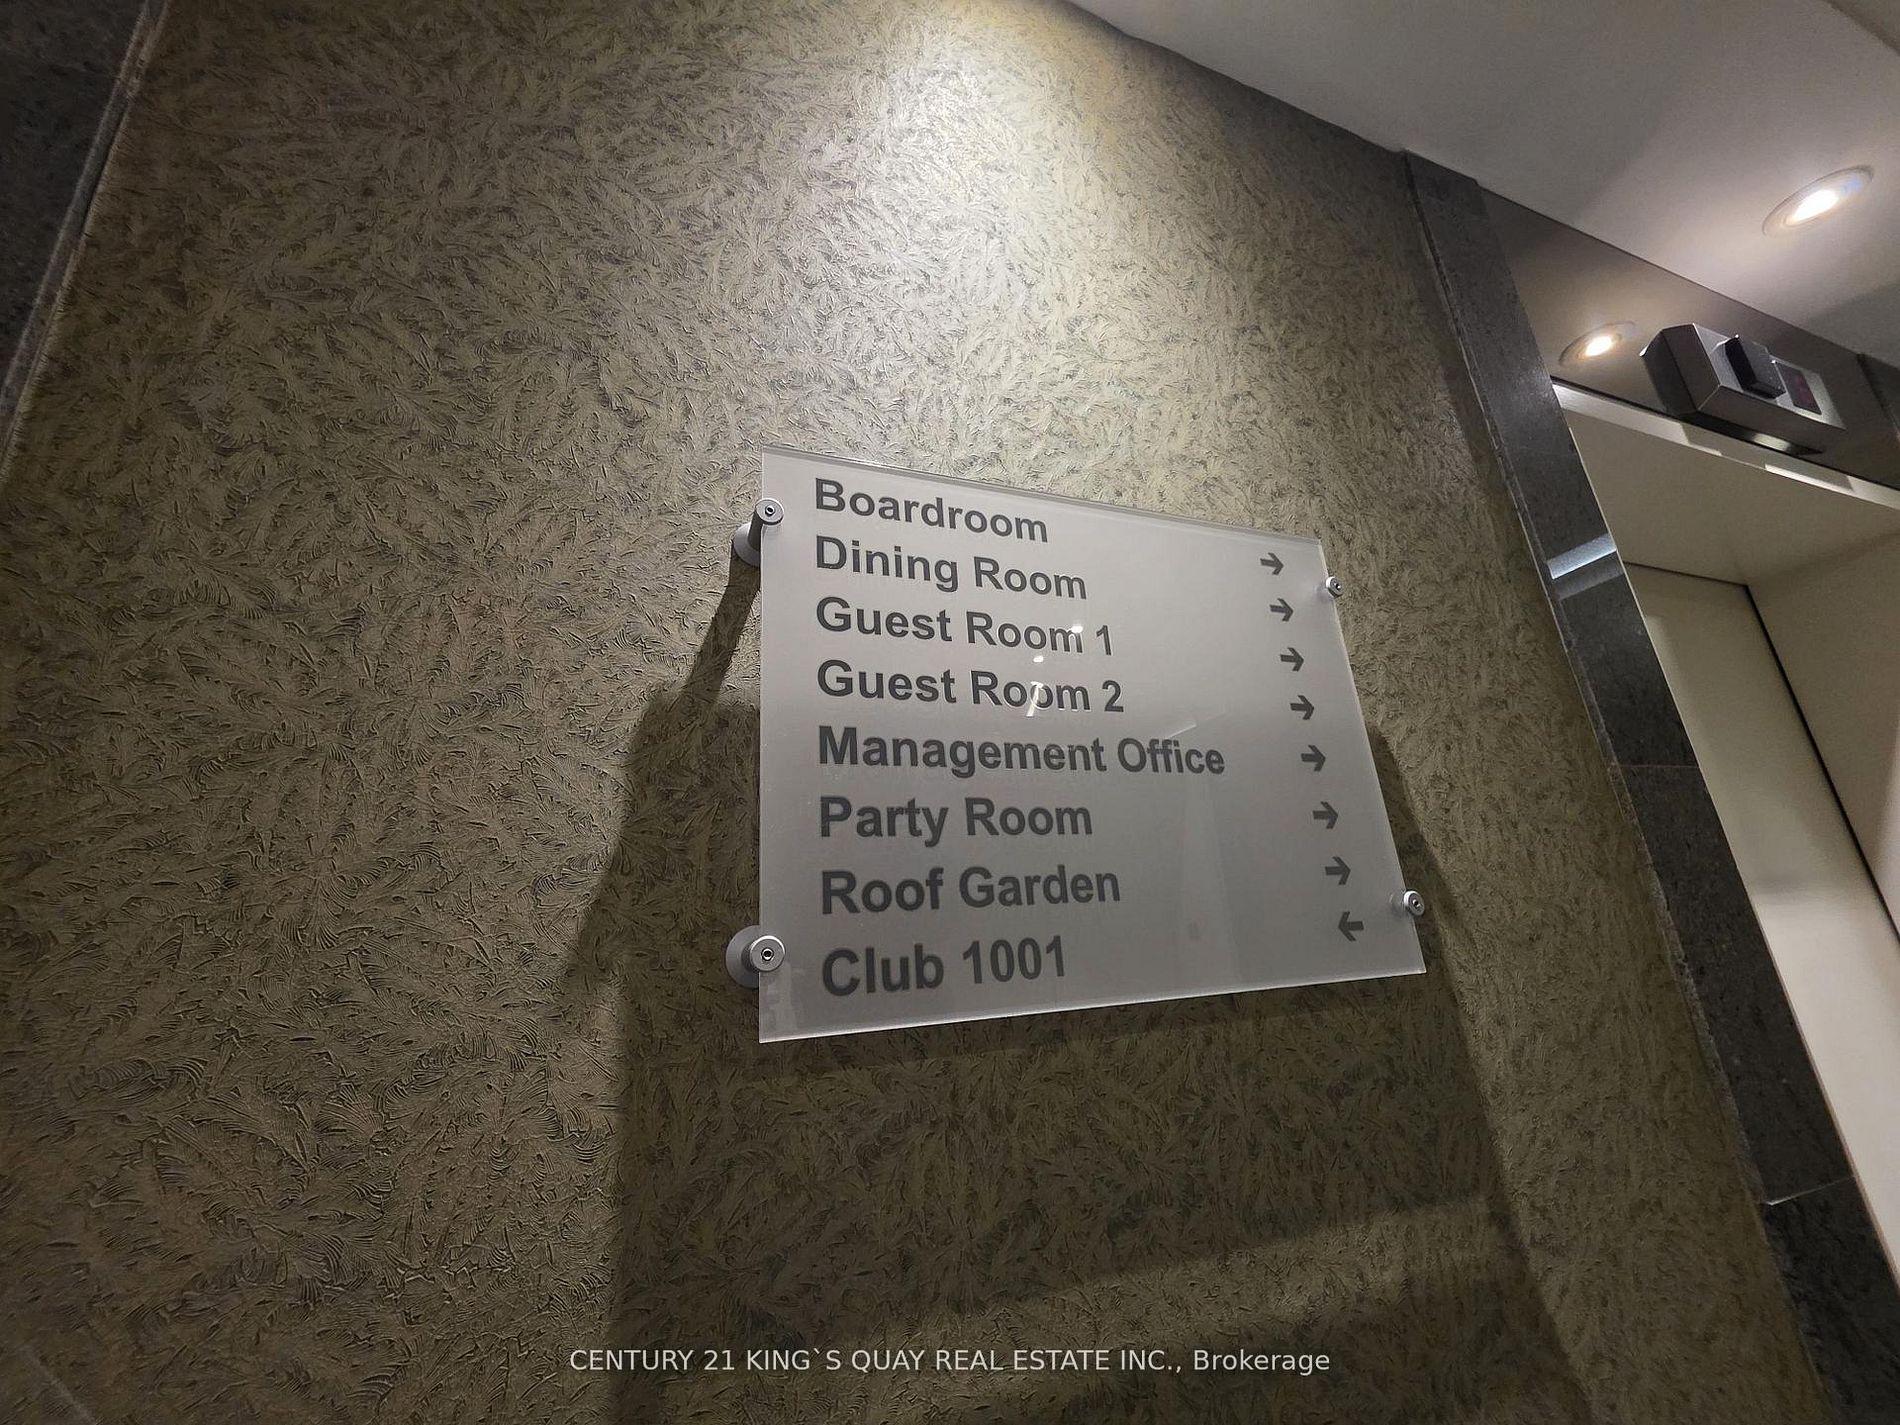 Boardroom →
Dining Room →
Guest Room 1 →
Guest Room 2 →
Management Office →
Party Room →
Roof Garden →
Club 1001 ←
CENTURY 21 KING`S QUAY REAL ESTATE INC., Brokerage